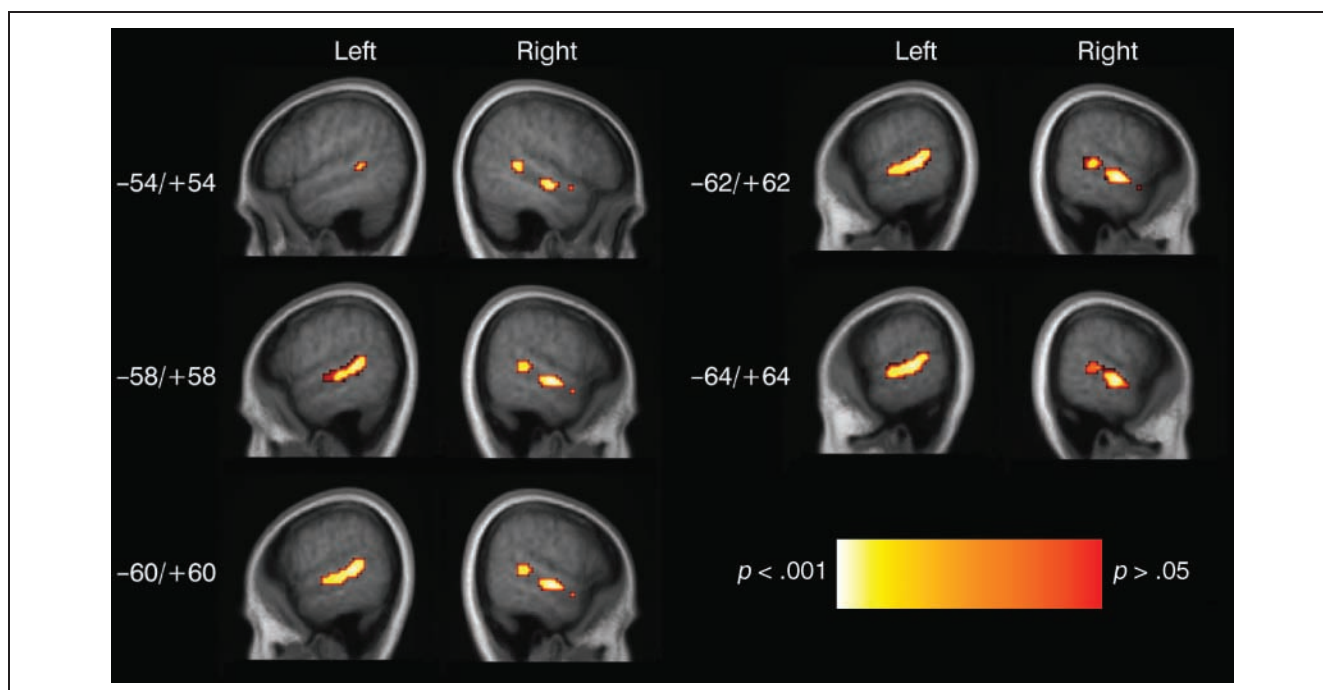 Left Right
-54/+54
-58/+58
-60/+60
Left Right
-62/+62
-64/+64
p < .001 p > .05